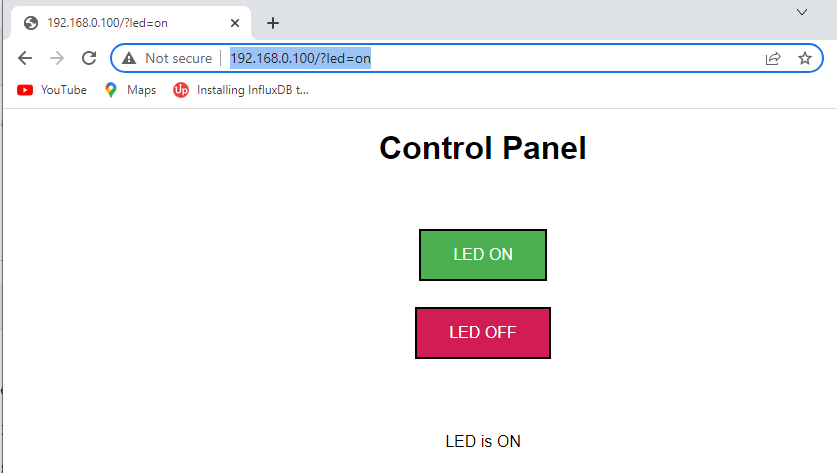 192.168.0.100/?led=on
Not secure 192.168.0.100/?led=on
YouTube Maps Up Installing InfluxDB t...
Control Panel
LED ON
LED OFF
LED is ON